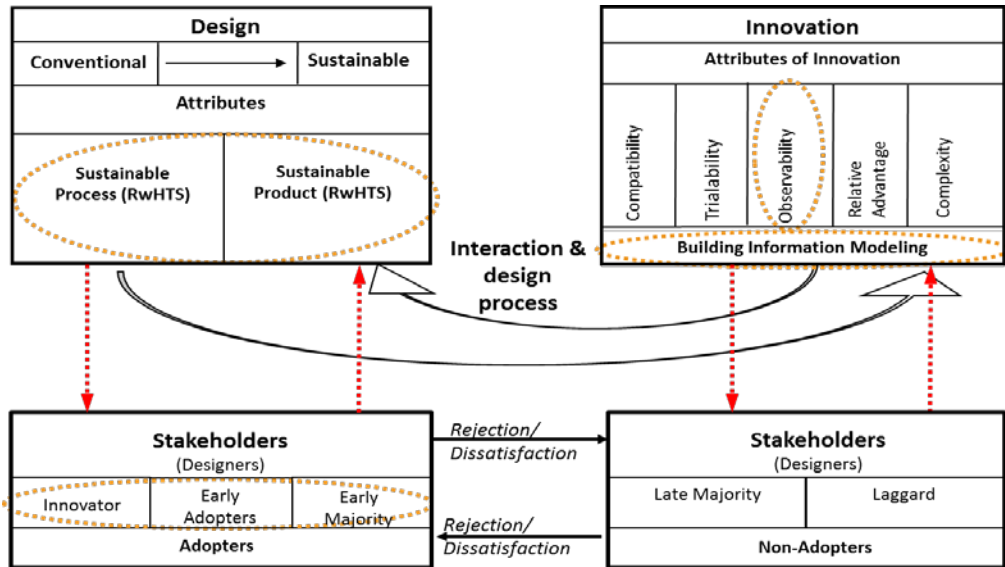 Design
Conventional
Sustainable
Attributes
Sustainable
Process (RwHTS)
Sustainable
Product (RwHTS)
Innovation
Attributes of Innovation
Compatibility
Trialability
Observability
Relative
Advantage
Complexity
Building Information Modeling
Interaction &
design
process
Stakeholders
(Designers)
Innovator
Early
Adopters
Early
Majority
Adopters
Rejection/
Dissatisfaction
Rejection/
Dissatisfaction
Stakeholders
(Designers)
Late Majority
Laggard
Non-Adopters